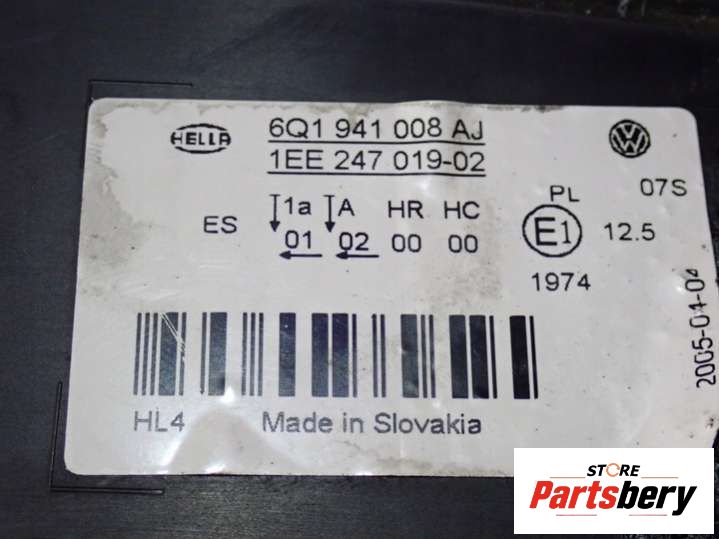 HELLA
6Q1 941 008 AJ
1EE 247 019-02
VW
ES
1a A HR HC
01 02 00 00
PL
07S
E1
12.5
1974
2005-01-04
HL4 Made in Slovakia
STORE
Partsbery